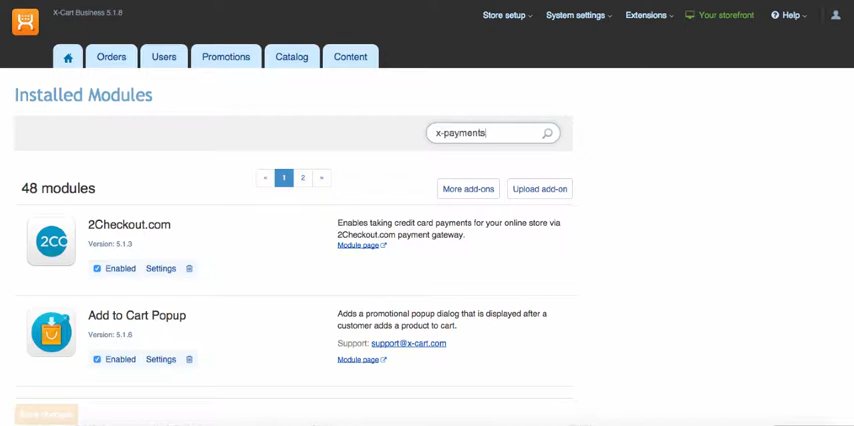 X-Cart Business 5.1.8
Store setup System settings Extensions Your storefront Help
Orders Users Promotions Catalog Content
Installed Modules
x-payments
« 1 2 »
48 modules
More add-ons Upload add-on
2CO
2Checkout.com
Version: 5.1.3
Enabled Settings
Enables taking credit card payments for your online store via
2Checkout.com payment gateway.
Module page
Add to Cart Popup
Version: 5.1.6
Enabled Settings
Adds a promotional popup dialog that is displayed after a
customer adds a product to cart.
Support: support@x-cart.com
Module page
Save changes